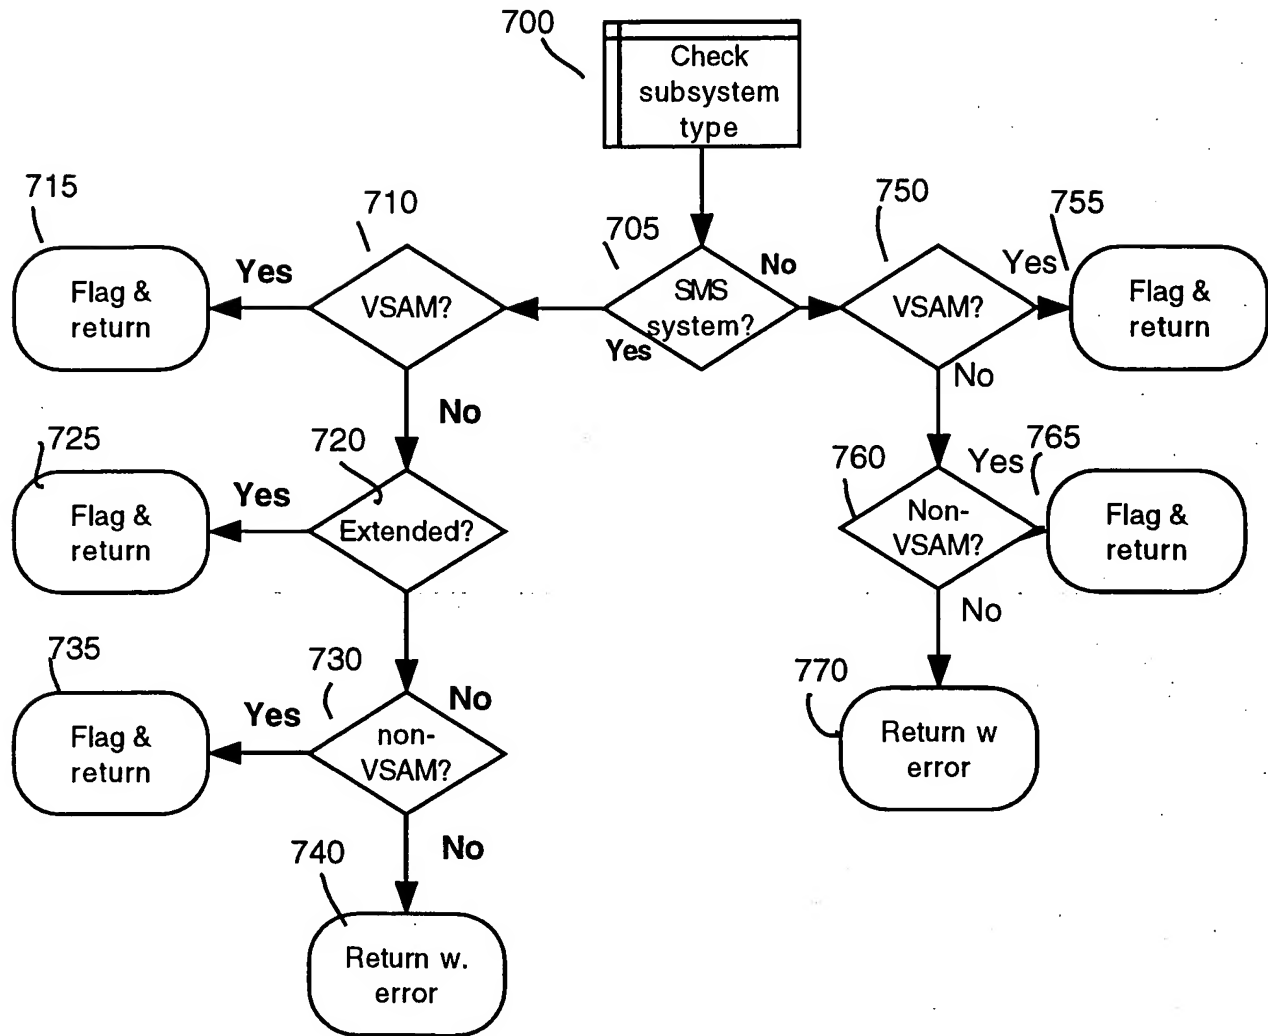 700
Check
subsystem
type
715
710
705
750
755
Flag &
return
Yes
VSAM?
SMS
system?
No
Yes
VSAM?
Yes
Flag &
return
No
No
725
720
760
765
Flag &
return
Yes
Extended?
Non-
VSAM?
Yes
Flag &
return
No
735
730
No
770
Flag &
return
Yes
non-
VSAM?
Return w
error
No
740
Return w.
error